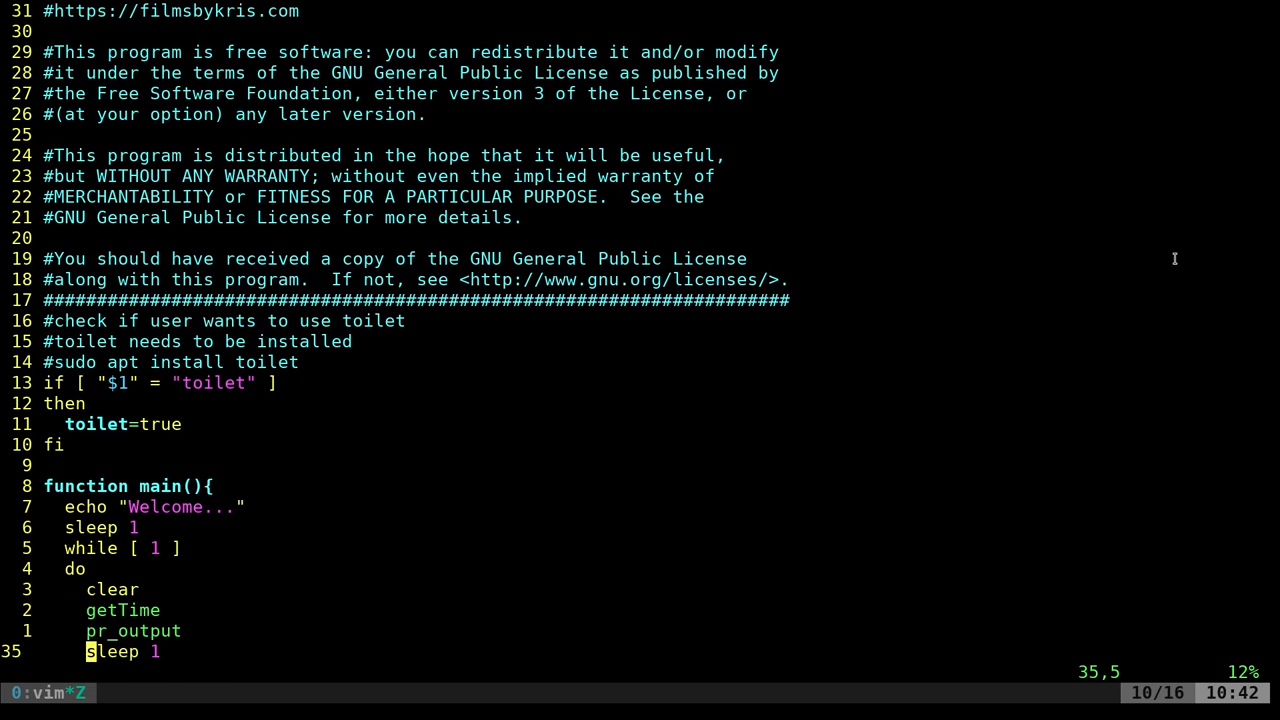 31 #https://filmsbykris.com
30
29 #This program is free software: you can redistribute it and/or modify
28 #it under the terms of the GNU General Public License as published by
27 #the Free Software Foundation, either version 3 of the License, or
26 #(at your option) any later version.
25
24 #This program is distributed in the hope that it will be useful,
23 #but WITHOUT ANY WARRANTY; without even the implied warranty of
22 #MERCHANTABILITY or FITNESS FOR A PARTICULAR PURPOSE.  See the
21 #GNU General Public License for more details.
20
19 #You should have received a copy of the GNU General Public License
18 #along with this program.  If not, see <http://www.gnu.org/licenses/>.
17 ######################################################################
16 #check if user wants to use toilet
15 #toilet needs to be installed
14 #sudo apt install toilet
13 if [ "$1" = "toilet" ]
12 then
11   toilet=true
10 fi
 9
 8 function main(){
 7   echo "Welcome..."
 6   sleep 1
 5   while [ 1 ]
 4   do
 3     clear
 2     getTime
 1     pr_output
35      sleep 1
35,5 12%
0:vim*Z 10/16 10:42